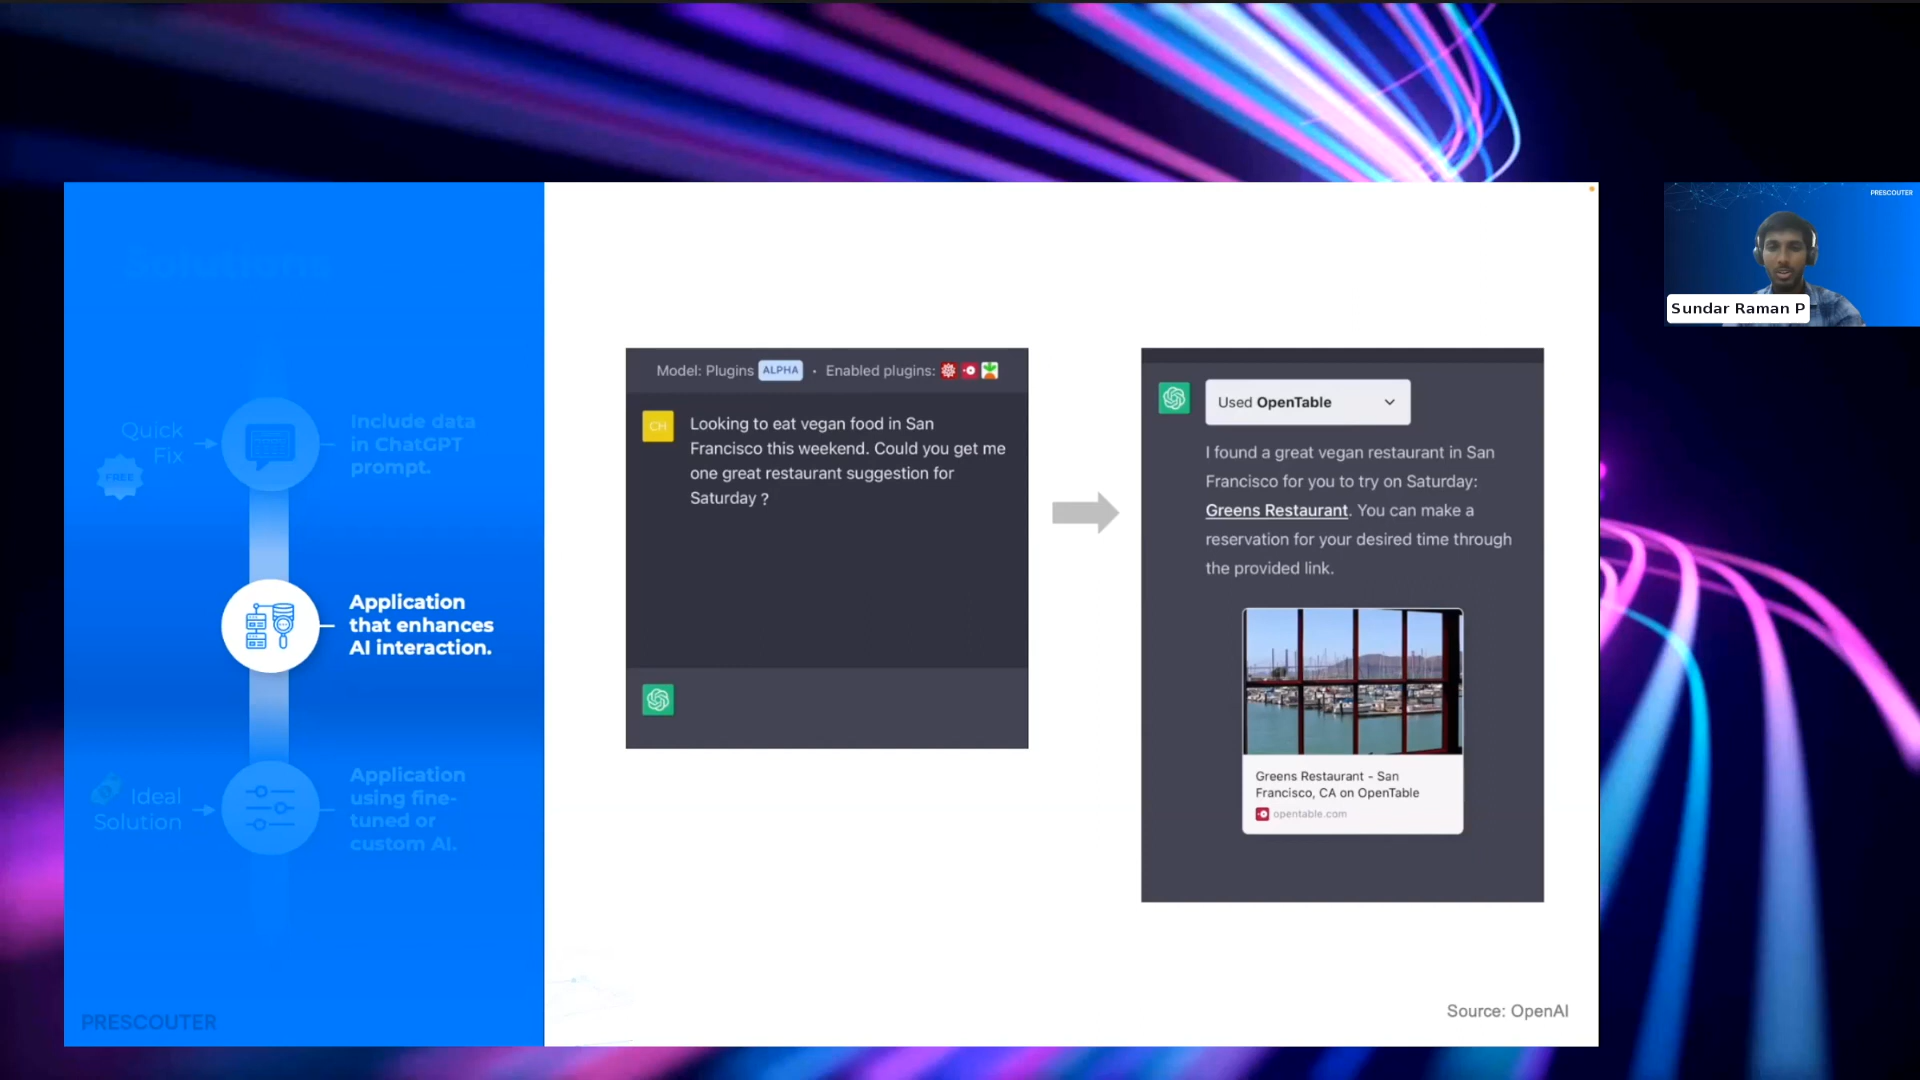 Solutions
Quick
Fix
FREE
Include data
in ChatGPT
prompt.
Application
that enhances
AI interaction.
Ideal
Solution
Application
using fine-
tuned or
custom AI.
PRESCOUTER
Model: Plugins ALPHA • Enabled plugins:
CH
Looking to eat vegan food in San
Francisco this weekend. Could you get me
one great restaurant suggestion for
Saturday ?
Used OpenTable
I found a great vegan restaurant in San
Francisco for you to try on Saturday:
Greens Restaurant. You can make a
reservation for your desired time through
the provided link.
Greens Restaurant - San
Francisco, CA on OpenTable
opentable.com
Source: OpenAI
PRESCOUTER
Sundar Raman P